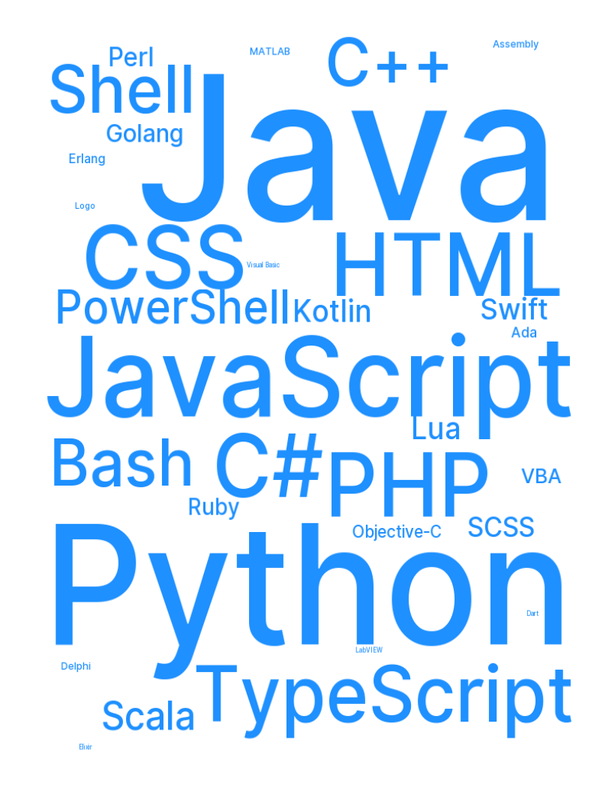 Assembly
C++
MATLAB
Perl
Shell
Java
Golang
Erlang
Logo
CSS
HTML
Visual Basic
PowerShell
Kotlin
Swift
Ada
JavaScript
Lua
Bash
C#
PHP
VBA
Ruby
Objective-C
SCSS
Python
Dart
LabVIEW
Delphi
TypeScript
Scala
Elixir